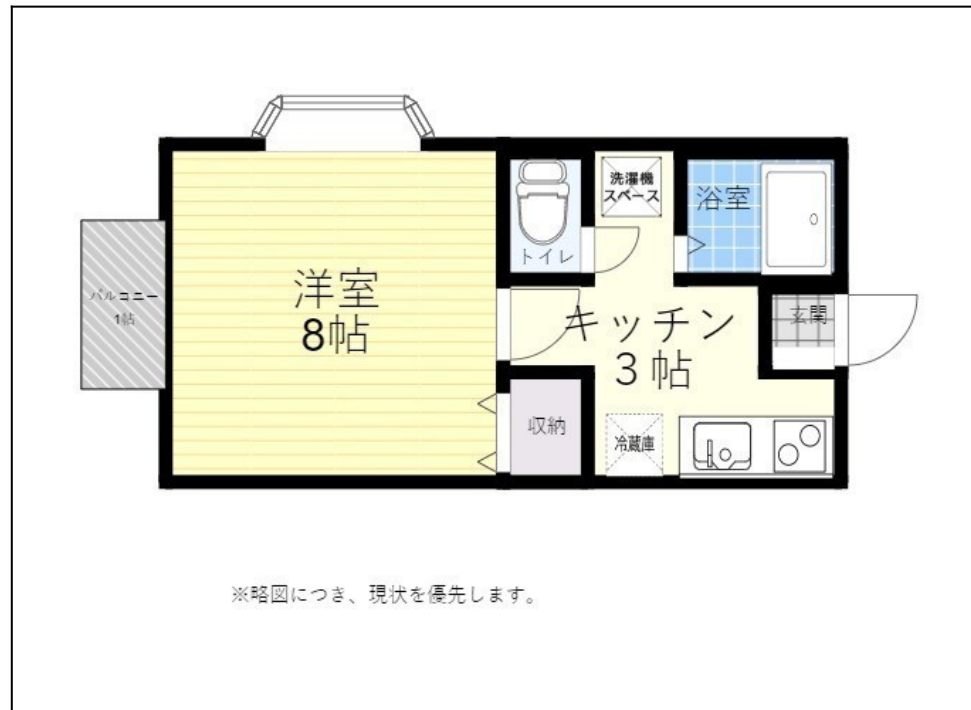 洗濯機
スペース
浴室
トイレ
バルコニー
1帖
洋室
8帖
キッチン
3帖
玄関
収納
冷蔵庫
※略図につき、現状を優先します。